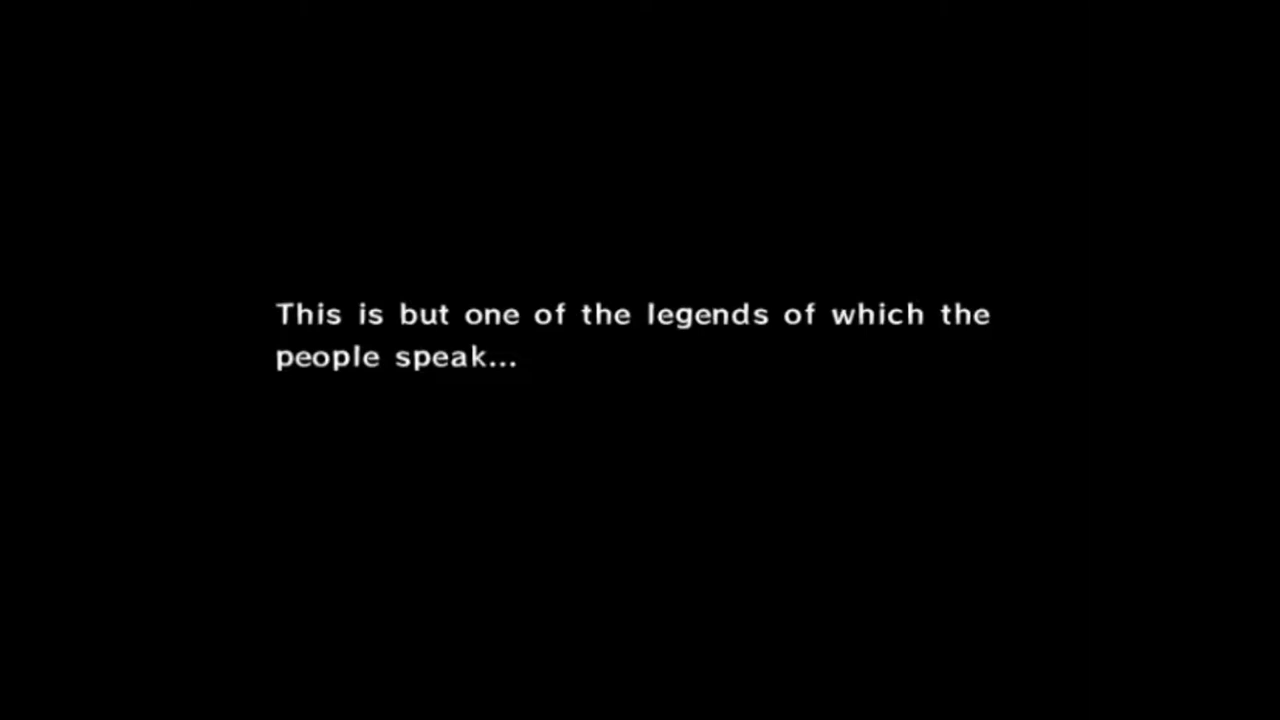 This is but one of the legends of which the
people speak...